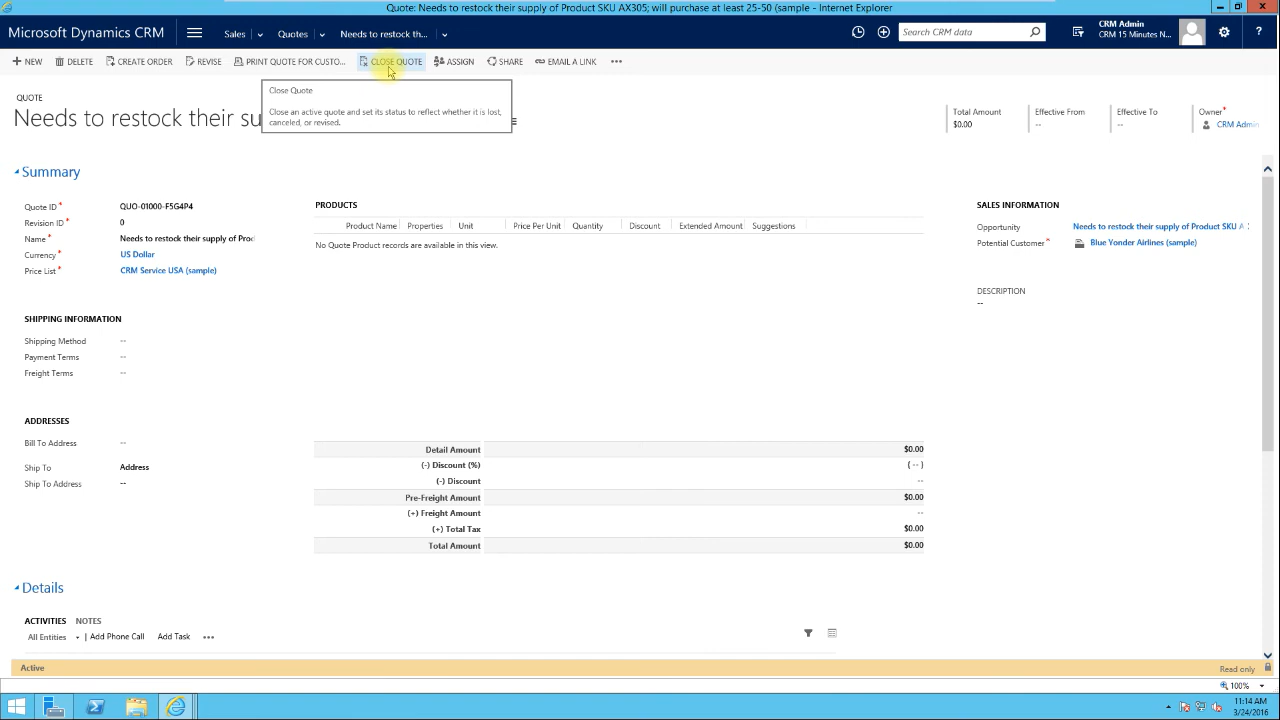 Quote: Needs to restock their supply of Product SKU AX305; will purchase at least 25-50 (sample - Internet Explorer
Microsoft Dynamics CRM
Sales
Quotes
Needs to restock th...
Search CRM data
CRM Admin
CRM 15 Minutes N...
?
NEW
DELETE
CREATE ORDER
REVISE
PRINT QUOTE FOR CUSTO...
CLOSE QUOTE
ASSIGN
SHARE
EMAIL A LINK
Close Quote
Close an active quote and set its status to reflect whether it is lost,
canceled, or revised.
QUOTE
Needs to restock their su
Total Amount
$0.00
Effective From
--
Effective To
--
Owner*
CRM Admin
Summary
Quote ID* QUO-01000-F5G4P4
Revision ID* 0
Name* Needs to restock their supply of Prod
Currency* US Dollar
Price List* CRM Service USA (sample)
SHIPPING INFORMATION
Shipping Method --
Payment Terms --
Freight Terms --
ADDRESSES
Bill To Address --
Ship To Address
Ship To Address --
PRODUCTS
Product Name Properties Unit Price Per Unit Quantity Discount Extended Amount Suggestions
No Quote Product records are available in this view.
Detail Amount $0.00
(-) Discount (%) ( -- )
(-) Discount --
Pre-Freight Amount $0.00
(+) Freight Amount --
(+) Total Tax $0.00
Total Amount $0.00
SALES INFORMATION
Opportunity Needs to restock their supply of Product SKU A
Potential Customer* Blue Yonder Airlines (sample)
DESCRIPTION
--
Details
ACTIVITIES NOTES
All Entities | Add Phone Call Add Task
Active
Read only
100%
11:14 AM
3/24/2016